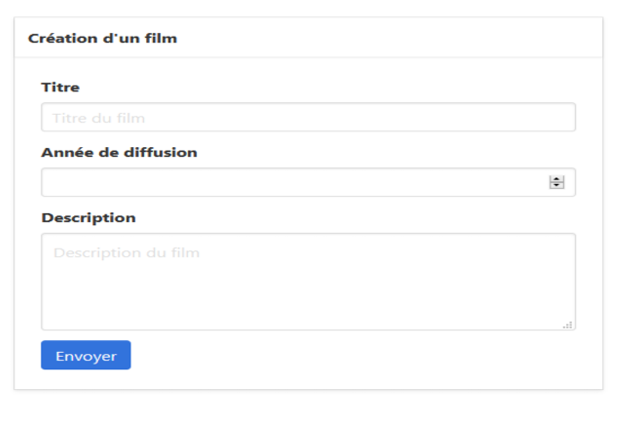 Création d'un film
Titre
Titre du film
Année de diffusion
Description
Description du film
Envoyer